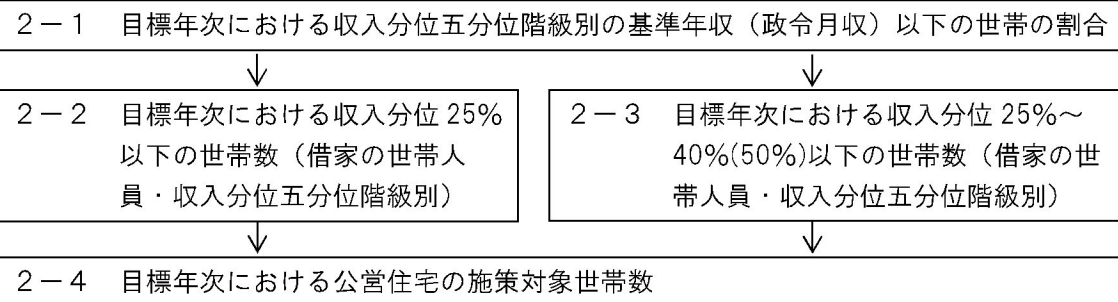 ２－１　目標年次における収入分位五分位階級別の基準年収（政令月収）以下の世帯の割合
２－２　目標年次における収入分位25%
以下の世帯数（借家の世帯人
員・収入分位五分位階級別）
２－３　目標年次における収入分位25%～
40%(50%)以下の世帯数（借家の世
帯人員・収入分位五分位階級別）
２－４　目標年次における公営住宅の施策対象世帯数